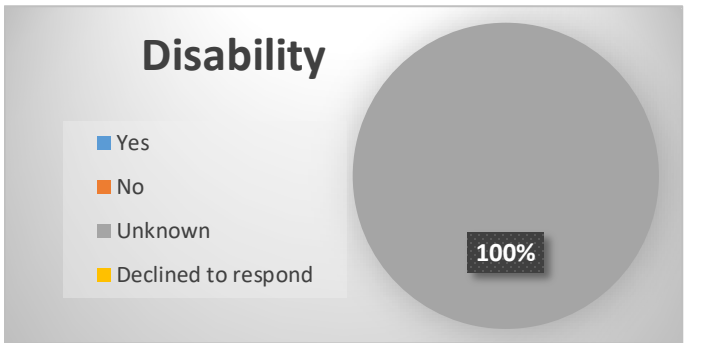 Disability
Yes
No
Unknown
Declined to respond
100%